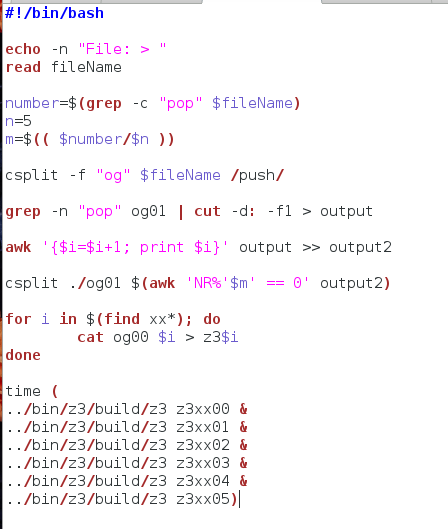 #!/bin/bash
echo -n "File: > "
read fileName
number=$(grep -c "pop" $fileName)
n=5
m=$(( $number/$n ))
csplit -f "og" $fileName /push/
grep -n "pop" og01 | cut -d: -f1 > output
awk '{$i=$i+1; print $i}' output >> output2
csplit ./og01 $(awk 'NR%'$m' == 0' output2)
for i in $(find xx*); do
        cat og00 $i > z3$i
done
time (
../bin/z3/build/z3 z3xx00 &
../bin/z3/build/z3 z3xx01 &
../bin/z3/build/z3 z3xx02 &
../bin/z3/build/z3 z3xx03 &
../bin/z3/build/z3 z3xx04 &
../bin/z3/build/z3 z3xx05)